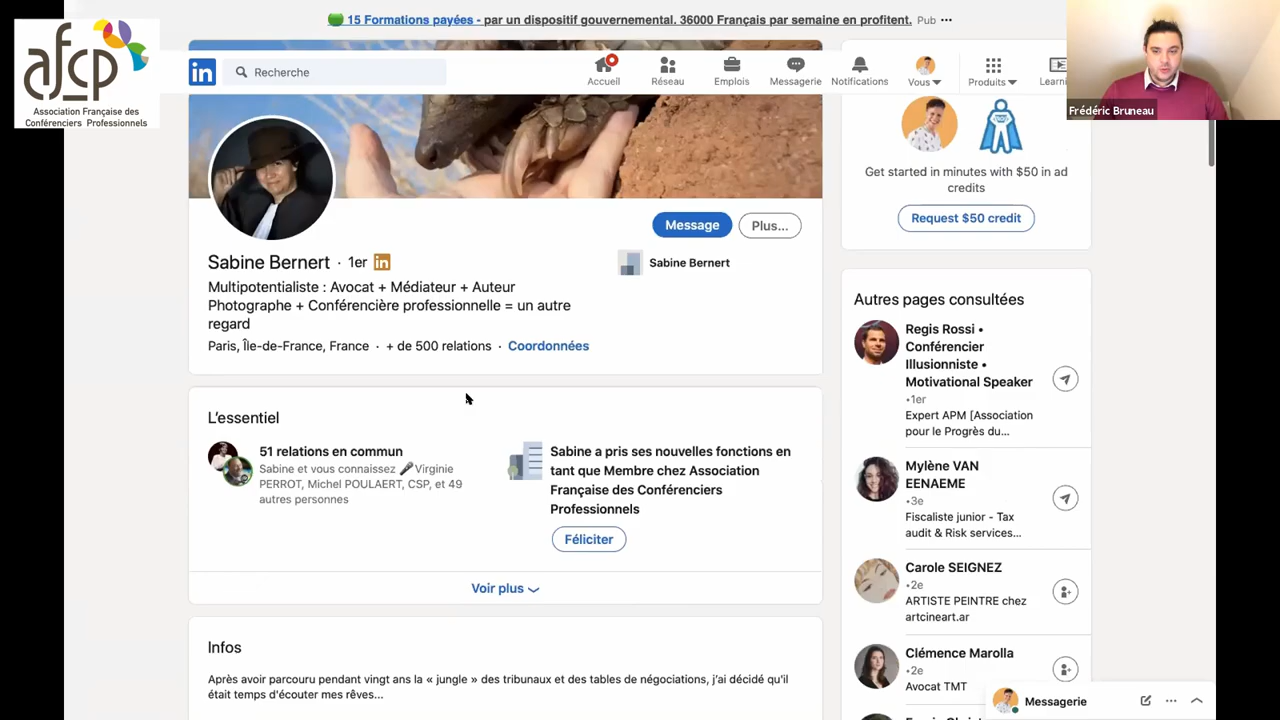 15 Formations payées - par un dispositif gouvernemental. 36000 Français par semaine en profitent. Pub •••
afcp
Association Française des
Conférenciers Professionnels
in
Recherche
Accueil
Réseau
Emplois
Messagerie
Notifications
Vous
Produits
Learni
Frédéric Bruneau
Get started in minutes with $50 in ad
credits
Request $50 credit
Message
Plus...
Sabine Bernert · 1er in
Sabine Bernert
Multipotentialiste : Avocat + Médiateur + Auteur
Photographe + Conférencière professionnelle = un autre
regard
Paris, Île-de-France, France · + de 500 relations · Coordonnées
L'essentiel
51 relations en commun
Sabine et vous connaissez 🎤Virginie
PERROT, Michel POULAERT, CSP, et 49
autres personnes
Sabine a pris ses nouvelles fonctions en
tant que Membre chez Association
Française des Conférenciers
Professionnels
Féliciter
Voir plus
Infos
Après avoir parcouru pendant vingt ans la « jungle » des tribunaux et des tables de négociations, j'ai décidé qu'il
était temps d'écouter mes rêves...
Autres pages consultées
Regis Rossi •
Conférencier
Illusionniste •
Motivational Speaker
•1er
Expert APM [Association
pour le Progrès du...
Mylène VAN
EENAEME
•3e
Fiscaliste junior - Tax
audit & Risk services...
Carole SEIGNEZ
•2e
ARTISTE PEINTRE chez
artcineart.ar
Clémence Marolla
•2e
Avocat TMT
Messagerie